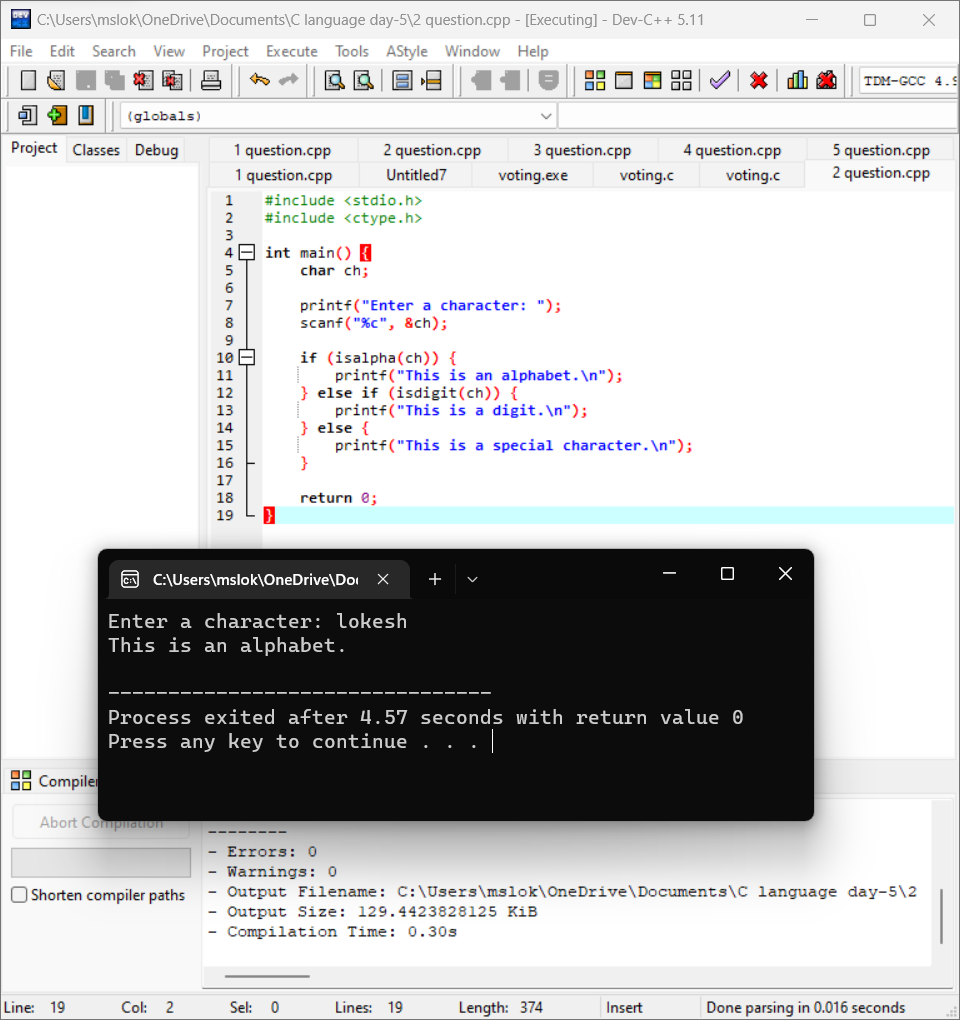 C:\Users\mslok\OneDrive\Documents\C language day-5\2 question.cpp - [Executing] - Dev-C++ 5.11
File Edit Search View Project Execute Tools AStyle Window Help
TDM-GCC 4.9
(globals)
Project Classes Debug
1 question.cpp 2 question.cpp 3 question.cpp 4 question.cpp 5 question.cpp
1 question.cpp Untitled7 voting.exe voting.c voting.c 2 question.cpp
1 #include <stdio.h>
2 #include <ctype.h>
3
4 int main() {
5 char ch;
6
7 printf("Enter a character: ");
8 scanf("%c", &ch);
9
10 if (isalpha(ch)) {
11 printf("This is an alphabet.\n");
12 } else if (isdigit(ch)) {
13 printf("This is a digit.\n");
14 } else {
15 printf("This is a special character.\n");
16 }
17
18 return 0;
19 }
C:\Users\mslok\OneDrive\Do
Enter a character: lokesh
This is an alphabet.
--------------------------------
Process exited after 4.57 seconds with return value 0
Press any key to continue . . .
Compiler
Abort Compilation
Shorten compiler paths
--------
- Errors: 0
- Warnings: 0
- Output Filename: C:\Users\mslok\OneDrive\Documents\C language day-5\2
- Output Size: 129.4423828125 KiB
- Compilation Time: 0.30s
Line: 19 Col: 2 Sel: 0 Lines: 19 Length: 374 Insert Done parsing in 0.016 seconds